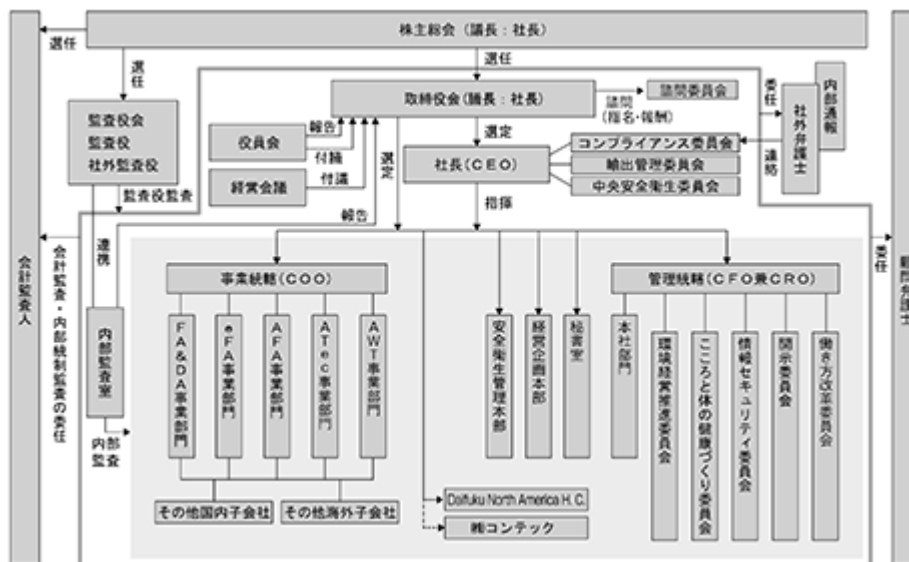 株主総会（議長：社長）
選任
選任
選任
取締役会（議長：社長）
諮問
（指名・報酬）
諮問委員会
委任
社外弁護士
内部通報
連絡
監査役会
監査役
社外監査役
監査役監査
役員会
報告
付議
経営会議
付議
選定
選定
社長（CEO）
コンプライアンス委員会
輸出管理委員会
中央安全衛生委員会
指揮
報告
連携
会計監査人
会計監査・内部統制監査の委任
委任
顧問弁護士
内部監査室
内部
監査
事業統轄（COO）
FA&DA事業部門
eFA事業部門
AFA事業部門
ATec事業部門
AWT事業部門
その他国内子会社
その他海外子会社
安全衛生管理本部
経営企画本部
秘書室
Daifuku North America H. C.
㈱コンテック
管理統轄（CFO兼CRO）
本社部門
環境経営推進委員会
こころと体の健康づくり委員会
情報セキュリティ委員会
開示委員会
働き方改革委員会